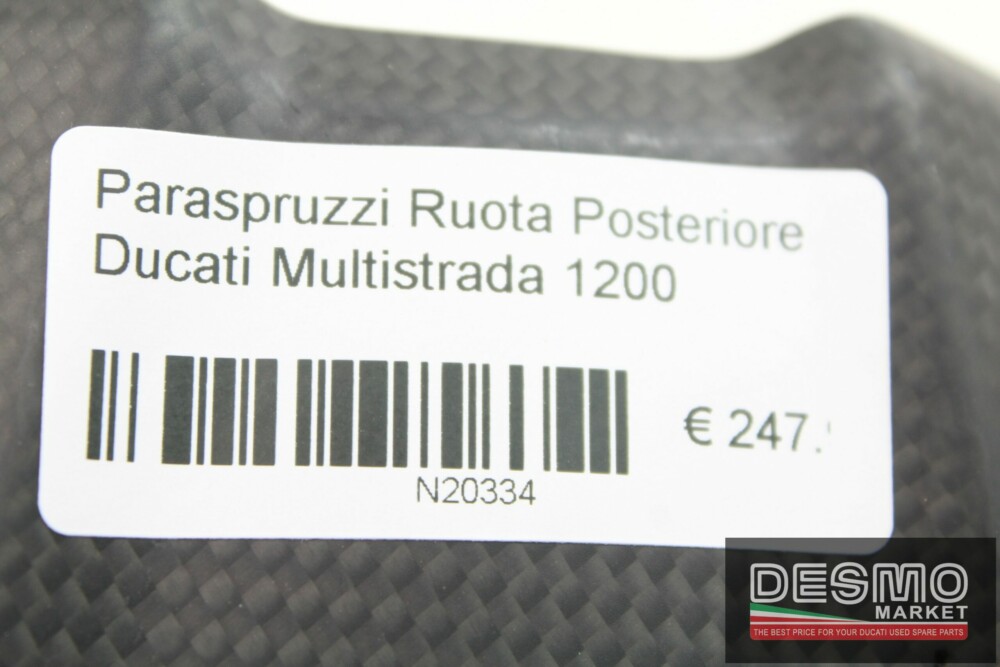 Paraspruzzi Ruota Posteriore
Ducati Multistrada 1200
€ 247.
N20334
DESMO
MARKET
THE BEST PRICE FOR YOUR DUCATI USED SPARE PARTS